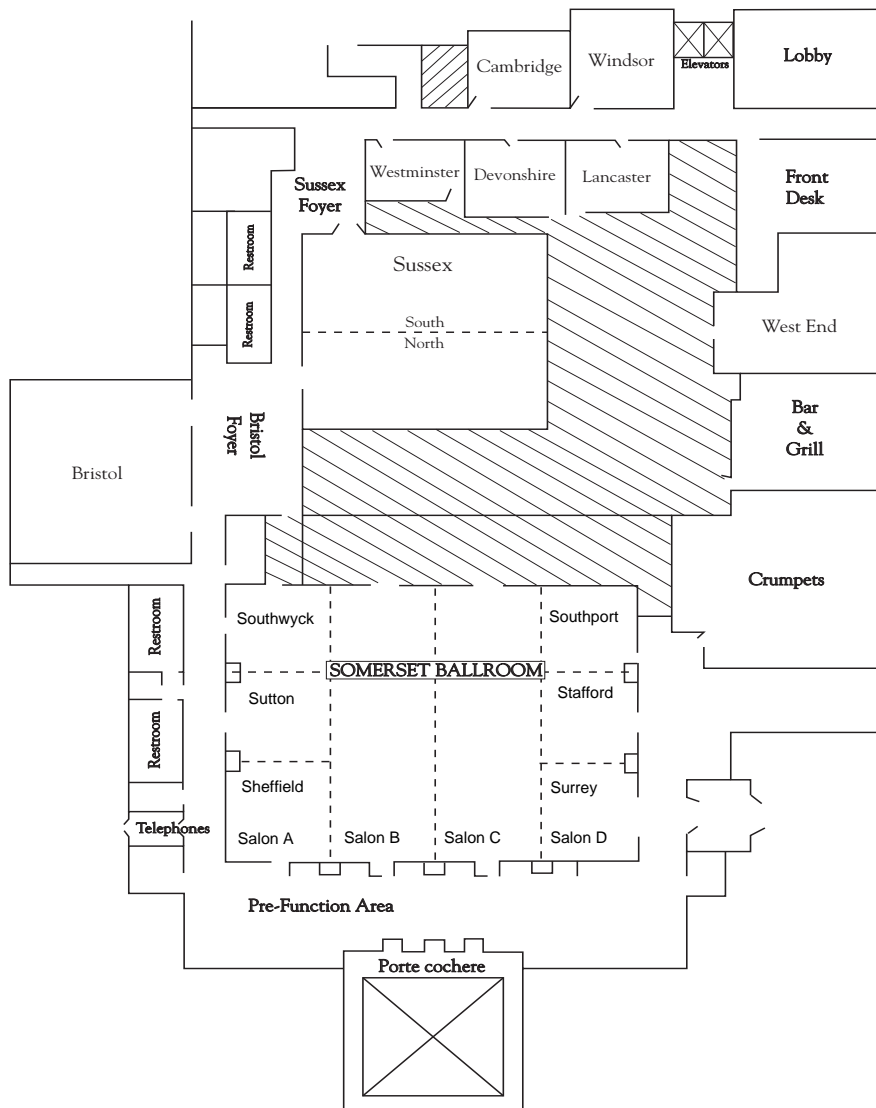 Cambridge
Windsor
Elevators
Lobby
Westminster
Devonshire
Lancaster
Front
Desk
Sussex
Foyer
Restroom
Sussex
South
North
Restroom
West End
Bristol
Foyer
Bar
&
Grill
Bristol
Crumpets
Restroom
Southwyck
Southport
SOMERSET BALLROOM
Sutton
Stafford
Restroom
Sheffield
Surrey
Telephones
Salon A
Salon B
Salon C
Salon D
Pre-Function Area
Porte cochere